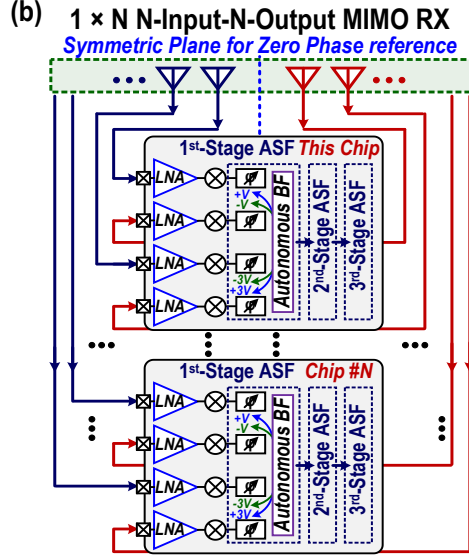 (b) 1 × N N-Input-N-Output MIMO RX
Symmetric Plane for Zero Phase reference
1st-Stage ASF This Chip
LNA
φ
+V
-V
LNA
φ
LNA
φ
-3V
+3V
LNA
φ
Autonomous BF
2nd-Stage ASF
3rd-Stage ASF
1st-Stage ASF Chip #N
LNA
φ
+V
-V
LNA
φ
LNA
φ
-3V
+3V
LNA
φ
Autonomous BF
2nd-Stage ASF
3rd-Stage ASF